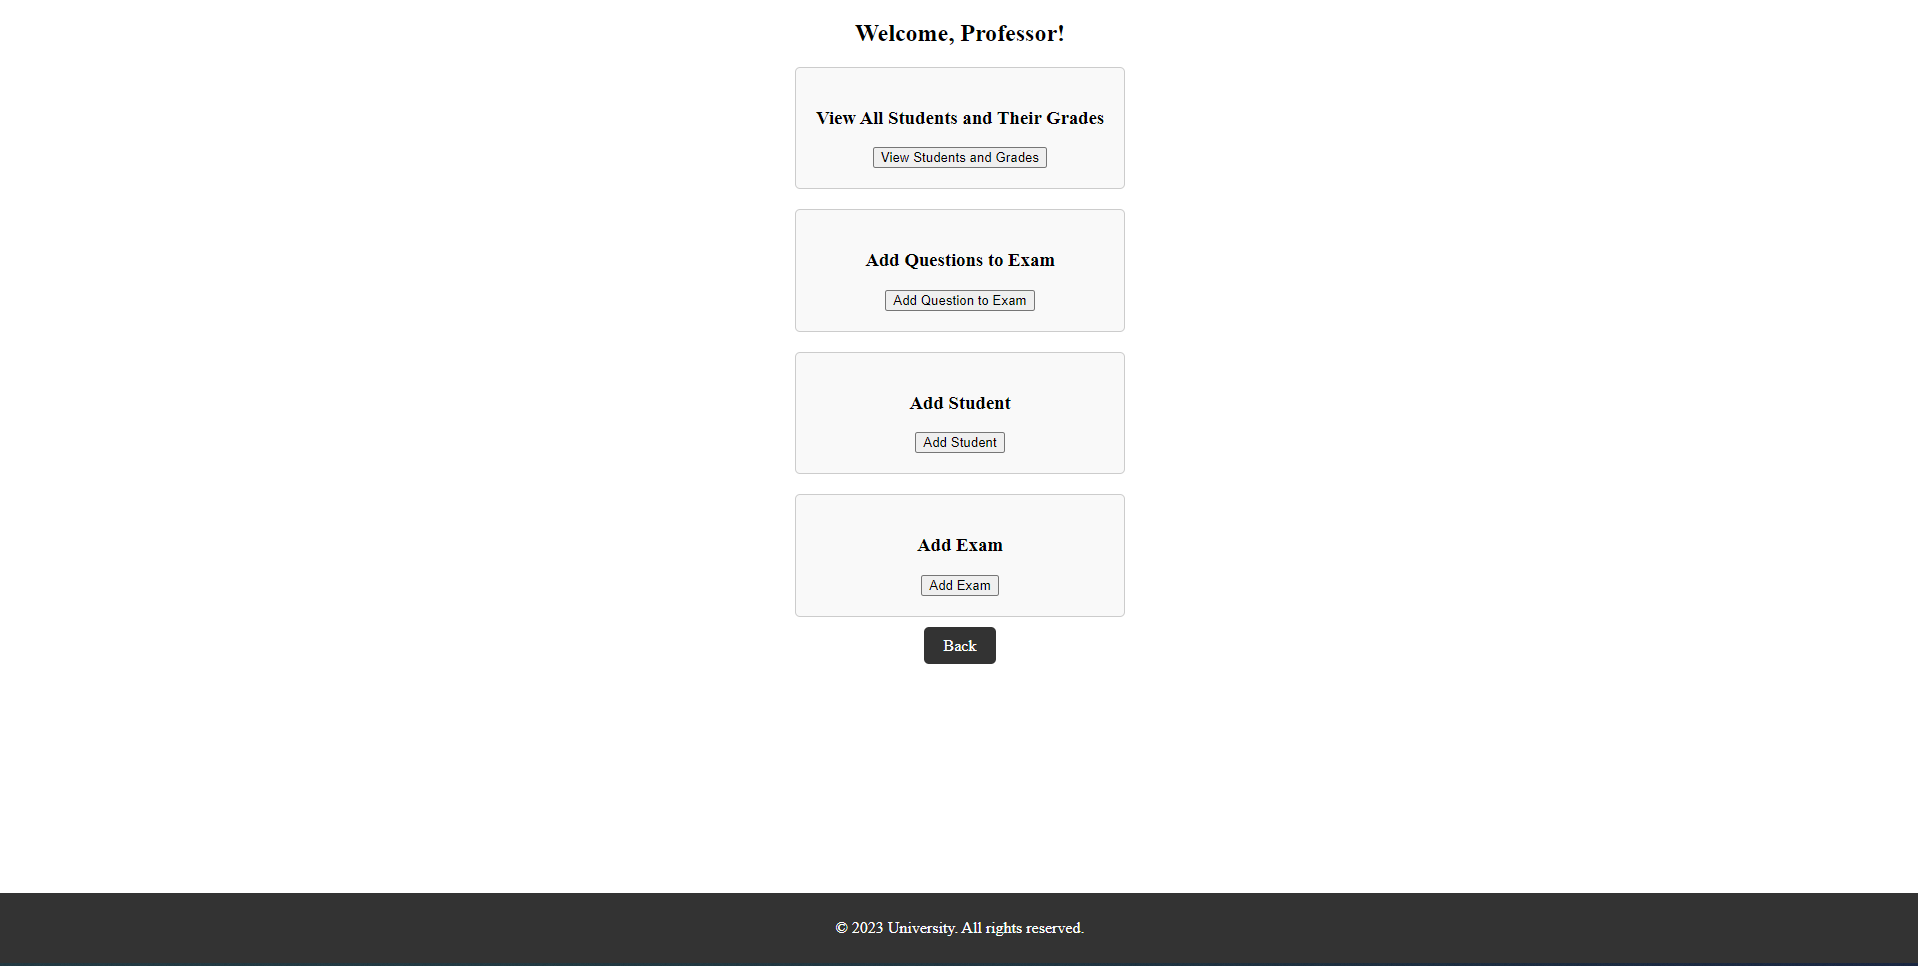 Welcome, Professor!
View All Students and Their Grades
View Students and Grades
Add Questions to Exam
Add Question to Exam
Add Student
Add Student
Add Exam
Add Exam
Back
© 2023 University. All rights reserved.